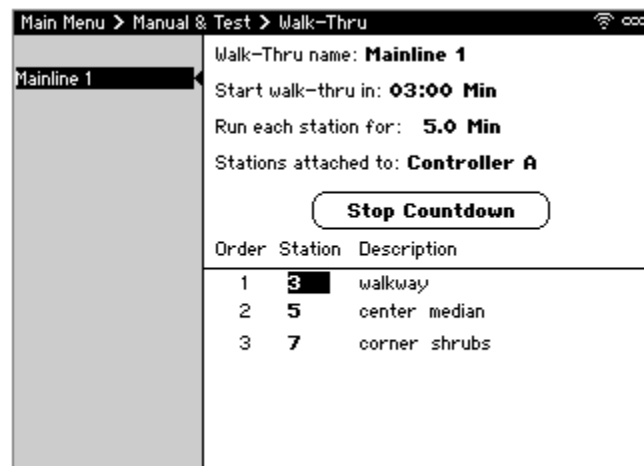 Main Menu > Manual & Test > Walk-Thru
Mainline 1
Walk-Thru name: Mainline 1
Start walk-thru in: 03:00 Min
Run each station for: 5.0 Min
Stations attached to: Controller A
Stop Countdown
Order Station Description
1 3 walkway
2 5 center median
3 7 corner shrubs